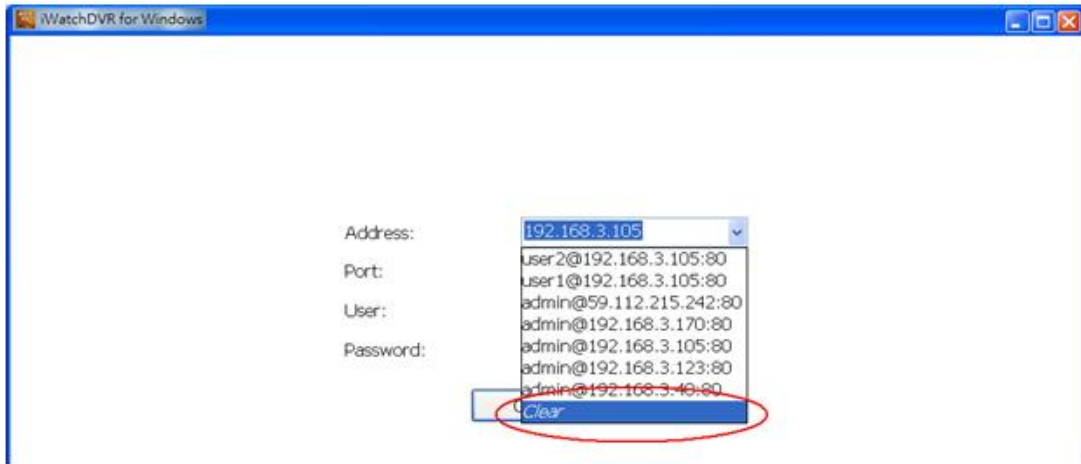 iWatchDVR for Windows
Address:
192.168.3.105
user2@192.168.3.105:80
user1@192.168.3.105:80
Port:
User:
admin@59.112.215.242:80
admin@192.168.3.170:80
Password:
admin@192.168.3.105:80
admin@192.168.3.123:80
admin@192.168.3.40:80
Clear